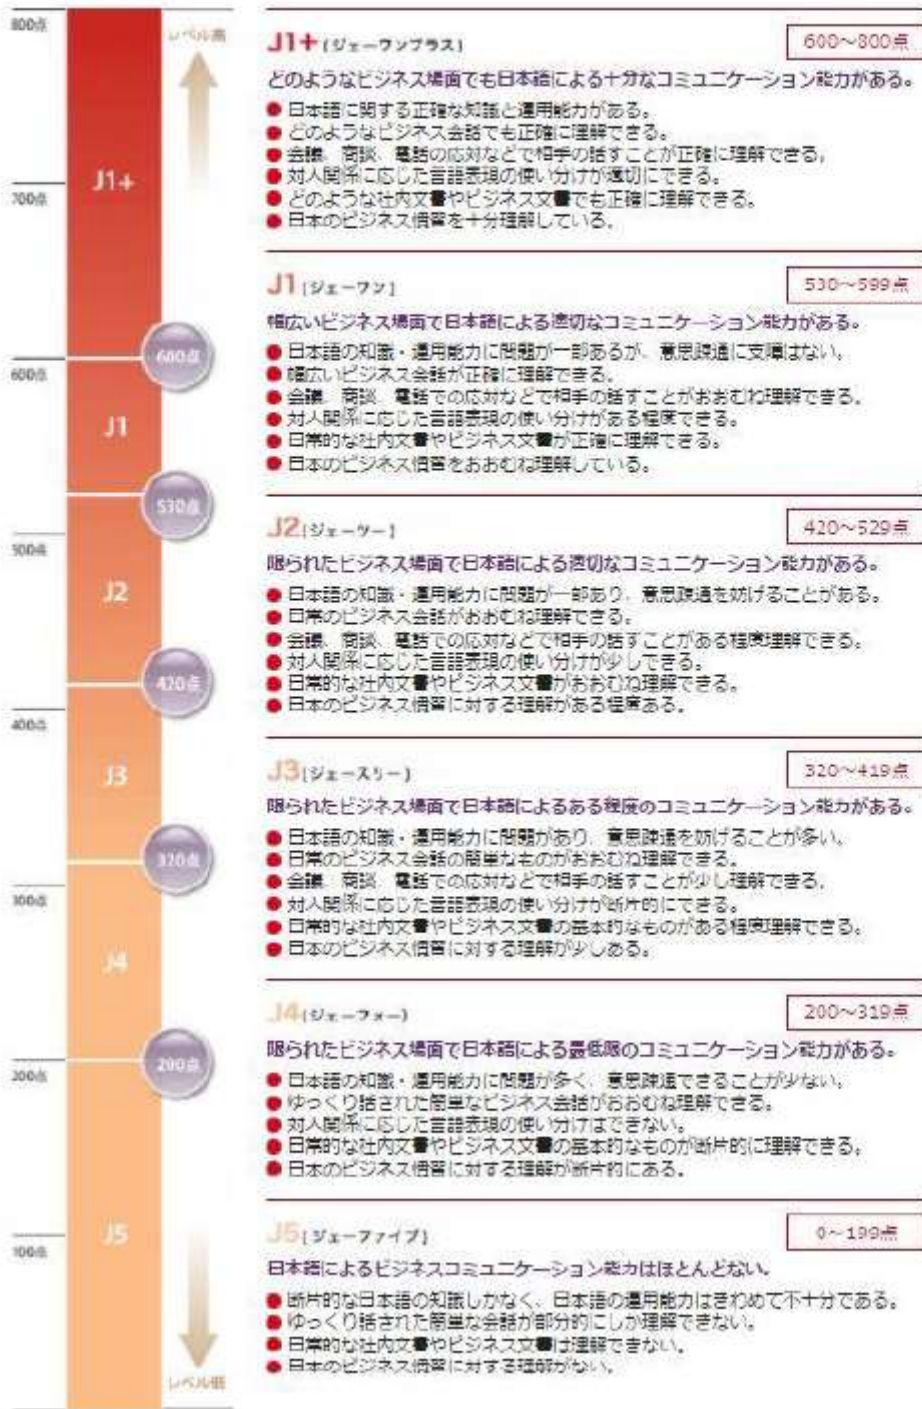 800点
レベル高
J1+
700点
600点
600点
J1
530点
500点
J2
420点
400点
J3
320点
300点
J4
200点
200点
J5
100点
レベル低
J1+(ジェーワンプラス)
600～800点
どのようなビジネス場面でも日本語による十分なコミュニケーション能力がある。
● 日本語に関する正確な知識と運用能力がある。
● どのようなビジネス会話でも正確に理解できる。
● 会議、商談、電話の応対などで相手の話すことが正確に理解できる。
● 対人関係に応じた言語表現の使い分けが適切にできる。
● どのような社内文書やビジネス文書でも正確に理解できる。
● 日本のビジネス慣習を十分理解している。
J1(ジェーワン)
530～599点
幅広いビジネス場面で日本語による適切なコミュニケーション能力がある。
● 日本語の知識・運用能力に問題が一部あるが、意思疎通に支障はない。
● 幅広いビジネス会話が正確に理解できる。
● 会議、商談、電話での応対などで相手の話すことがおおむね理解できる。
● 対人関係に応じた言語表現の使い分けがある程度できる。
● 日常的な社内文書やビジネス文書が正確に理解できる。
● 日本のビジネス慣習をおおむね理解している。
J2(ジェーツー)
420～529点
限られたビジネス場面で日本語による適切なコミュニケーション能力がある。
● 日本語の知識・運用能力に問題が一部あり、意思疎通を妨げることがある。
● 日常のビジネス会話がおおむね理解できる。
● 会議、商談、電話での応対などで相手の話すことがある程度理解できる。
● 対人関係に応じた言語表現の使い分けが少しできる。
● 日常的な社内文書やビジネス文書がおおむね理解できる。
● 日本のビジネス慣習に対する理解がある程度ある。
J3(ジェースリー)
320～419点
限られたビジネス場面で日本語によるある程度のコミュニケーション能力がある。
● 日本語の知識・運用能力に問題があり、意思疎通を妨げることが多い。
● 日常のビジネス会話の簡単なものがおおむね理解できる。
● 会議、商談、電話での応対などで相手の話すことが少し理解できる。
● 対人関係に応じた言語表現の使い分けが断片的にできる。
● 日常的な社内文書やビジネス文書の基本的なものがある程度理解できる。
● 日本のビジネス慣習に対する理解が少しある。
J4(ジェーフォー)
200～319点
限られたビジネス場面で日本語による最低限のコミュニケーション能力がある。
● 日本語の知識・運用能力に問題が多く、意思疎通できることが少ない。
● ゆっくり話された簡単なビジネス会話がおおむね理解できる。
● 対人関係に応じた言語表現の使い分けはできない。
● 日常的な社内文書やビジネス文書の基本的なものが断片的に理解できる。
● 日本のビジネス慣習に対する理解が断片的にある。
J5(ジェーファイブ)
0～199点
日本語によるビジネスコミュニケーション能力はほとんどない。
● 断片的な日本語の知識しかなく、日本語の運用能力はきわめて不十分である。
● ゆっくり話された簡単な会話が部分的にしか理解できない。
● 日常的な社内文書やビジネス文書は理解できない。
● 日本のビジネス慣習に対する理解がない。